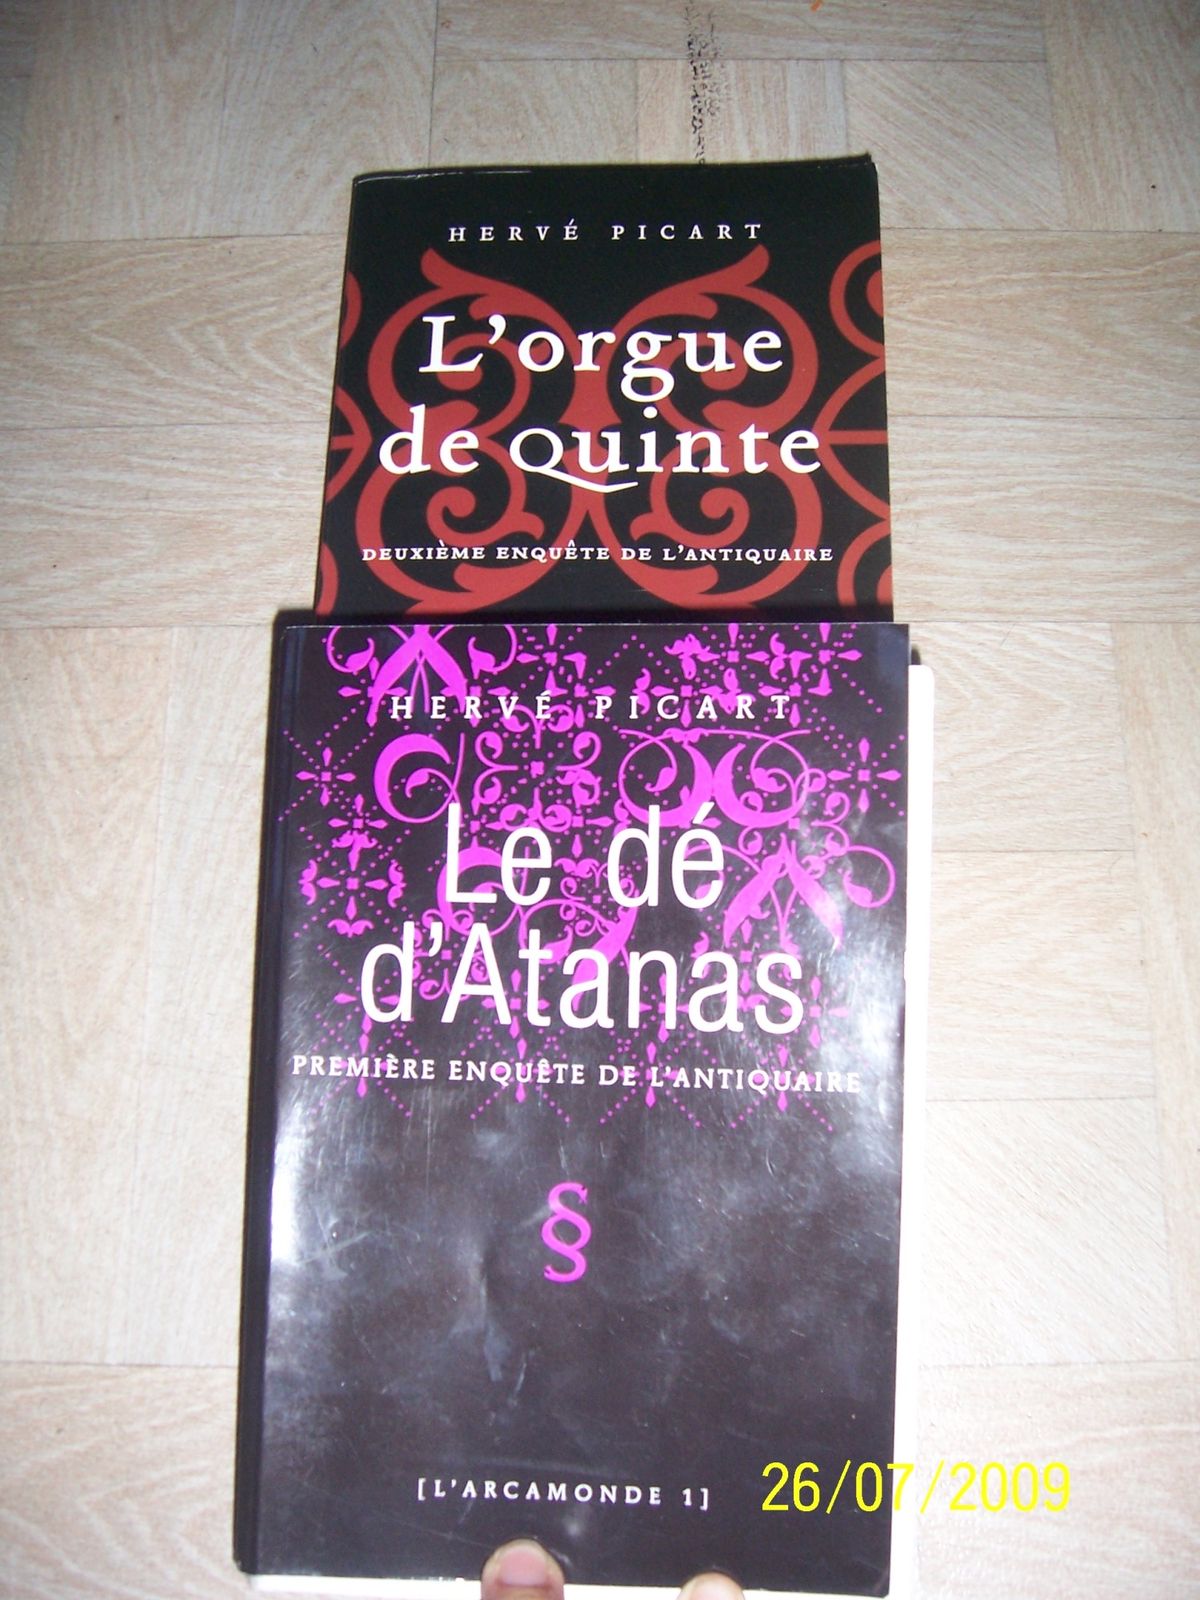 HERVÉ PICART
L'orgue
de Quinte
DEUXIÈME ENQUÊTE DE L'ANTIQUAIRE
HERVÉ PICART
Le dé
d'Atanas
PREMIÈRE ENQUÊTE DE L'ANTIQUAIRE
§
[L'ARCAMONDE 1]
26/07/2009